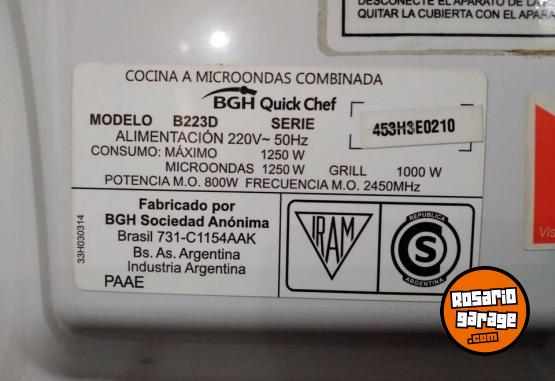 DESCONECTE EL APARATO DE LA
QUITAR LA CUBIERTA CON EL APARA
COCINA A MICROONDAS COMBINADA
BGH Quick Chef
MODELO B223D SERIE 453H3E0210
ALIMENTACIÓN 220V~ 50Hz
CONSUMO: MÁXIMO 1250 W
MICROONDAS 1250 W GRILL 1000 W
POTENCIA M.O. 800W FRECUENCIA M.O. 2450MHz
33H030314
Fabricado por
BGH Sociedad Anónima
Brasil 731-C1154AAK
Bs. As. Argentina
Industria Argentina
PAAE
IRAM
REPUBLICA
S
ARGENTINA
Vis
Rosario
garage
.com